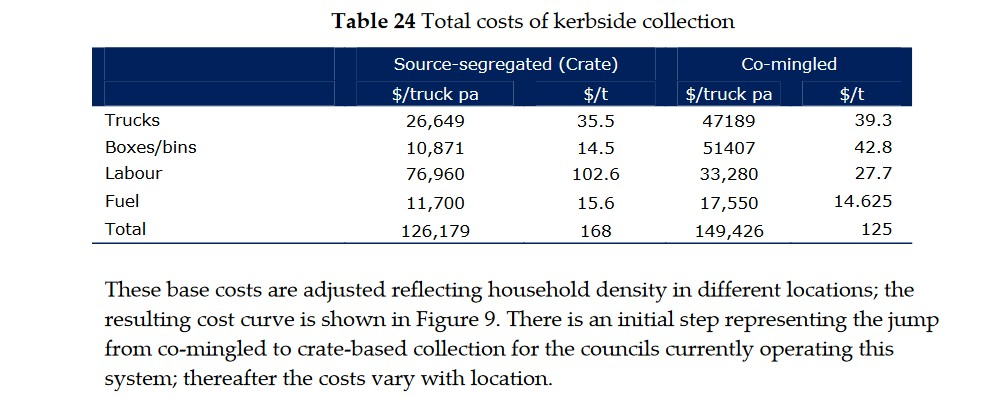 Table 24 Total costs of kerbside collection
Source-segregated (Crate) Co-mingled
$/truck pa $/t $/truck pa $/t
Trucks 26,649 35.5 47189 39.3
Boxes/bins 10,871 14.5 51407 42.8
Labour 76,960 102.6 33,280 27.7
Fuel 11,700 15.6 17,550 14.625
Total 126,179 168 149,426 125
These base costs are adjusted reflecting household density in different locations; the
resulting cost curve is shown in Figure 9. There is an initial step representing the jump
from co-mingled to crate-based collection for the councils currently operating this
system; thereafter the costs vary with location.